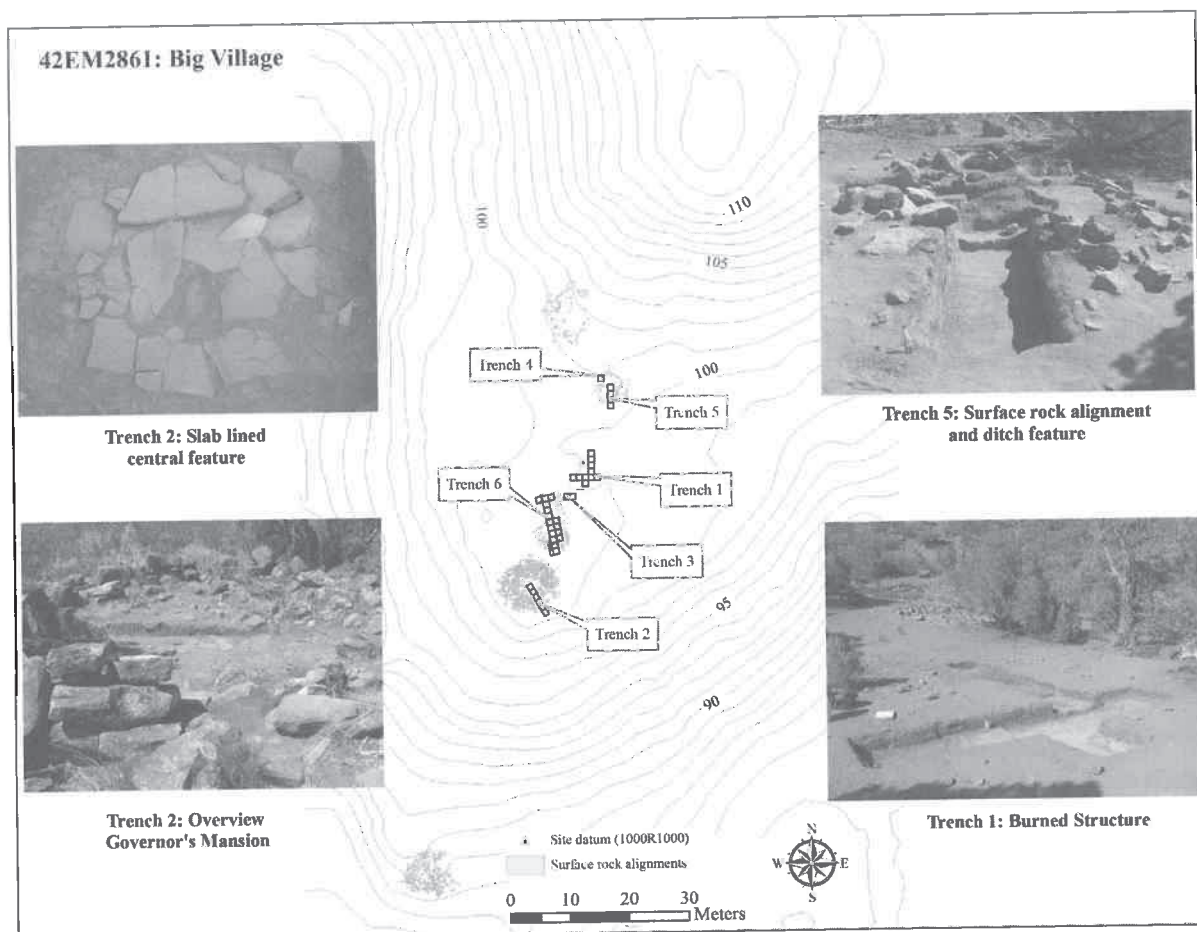 42EM2861: Big Village
110
100
105
Trench 4
100
Trench 5
Trench 2: Slab lined
central feature
Trench 5: Surface rock alignment
and ditch feature
Trench 6
Trench 1
Trench 3
95
Trench 2
90
Trench 2: Overview
Governor's Mansion
Trench 1: Burned Structure
Site datum (1000R1000)
Surface rock alignments
N
W E
S
0 10 20 30
Meters